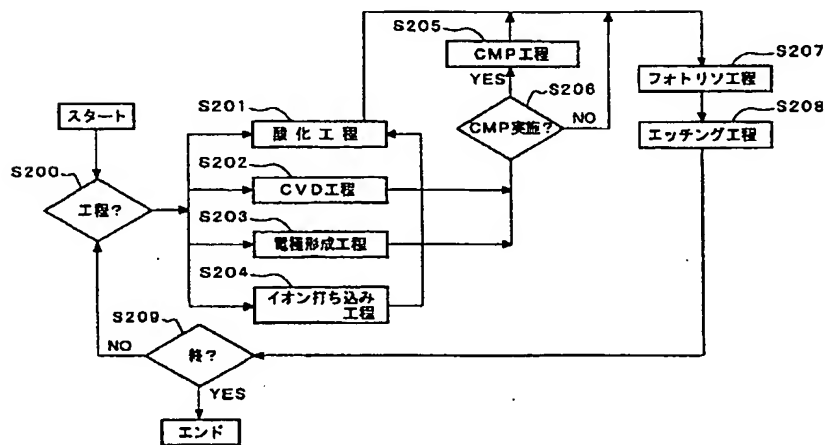 S205
CMP工程
YES
S207
フォトリソ工程
S206
CMP実施?
NO
S208
エッチング工程
スタート
S201
酸化工程
S200
工程?
S202
CVD工程
S203
電極形成工程
S204
イオン打ち込み
工程
S209
NO
終?
YES
エンド